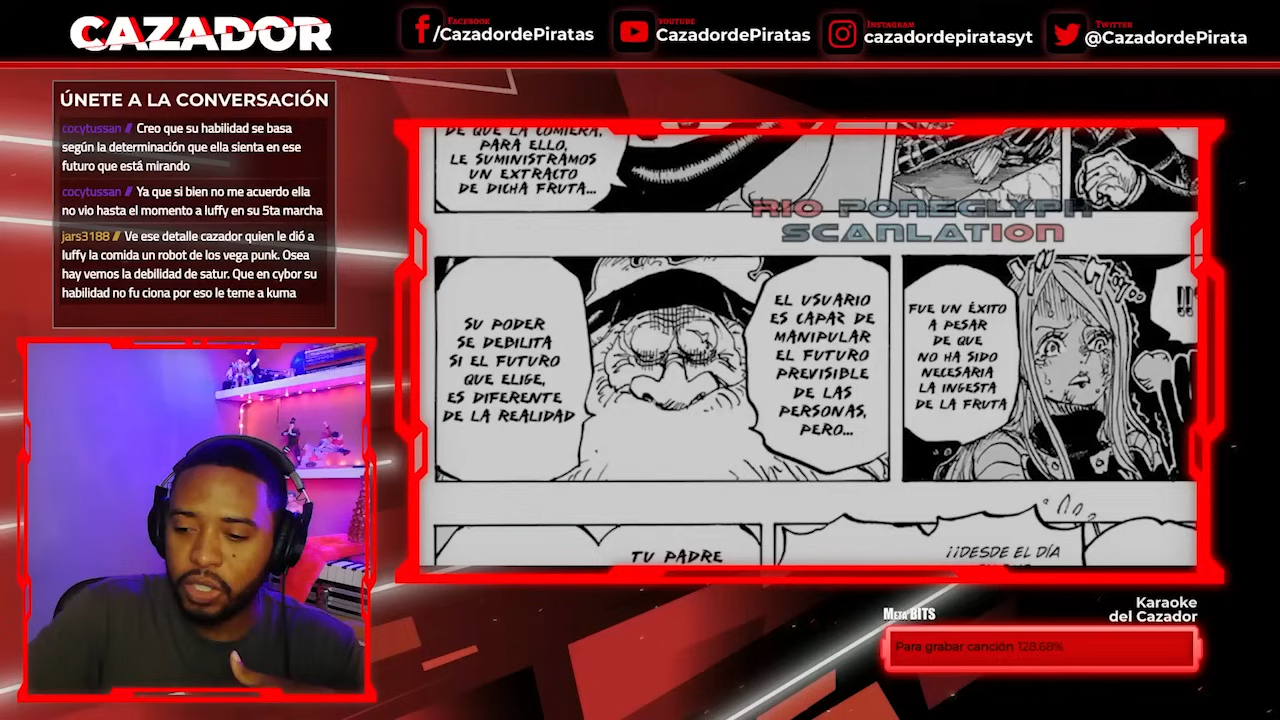 CAZADOR
FACEBOOK
/CazadordePiratas
YOUTUBE
CazadordePiratas
INSTAGRAM
cazadordepiratasyt
TWITTER
@CazadordePirata
ÚNETE A LA CONVERSACIÓN
cocytussan // Creo que su habilidad se basa
según la determinación que ella sienta en ese
futuro que está mirando
cocytussan // Ya que si bien no me acuerdo ella
no vio hasta el momento a luffy en su 5ta marcha
jars3188 // Ve ese detalle cazador quien le dió a
luffy la comida un robot de los vega punk. Osea
hay vemos la debilidad de satur. Que en cybor su
habilidad no fu ciona por eso le teme a kuma
DE QUE LA COMIERA,
PARA ELLO,
LE SUMINISTRAMOS
UN EXTRACTO
DE DICHA FRUTA...
RIO PONEGLYPH
SCANLATION
SU PODER
SE DEBILITA
SI EL FUTURO
QUE ELIGE,
ES DIFERENTE
DE LA REALIDAD
EL USUARIO
ES CAPAZ DE
MANIPULAR
EL FUTURO
PREVISIBLE
DE LAS
PERSONAS,
PERO...
FUE UN ÉXITO
A PESAR
DE QUE
NO HA SIDO
NECESARIA
LA INGESTA
DE LA FRUTA
!!
TU PADRE
¡¡DESDE EL DÍA
META BITS
Karaoke
del Cazador
Para grabar canción 128.68%